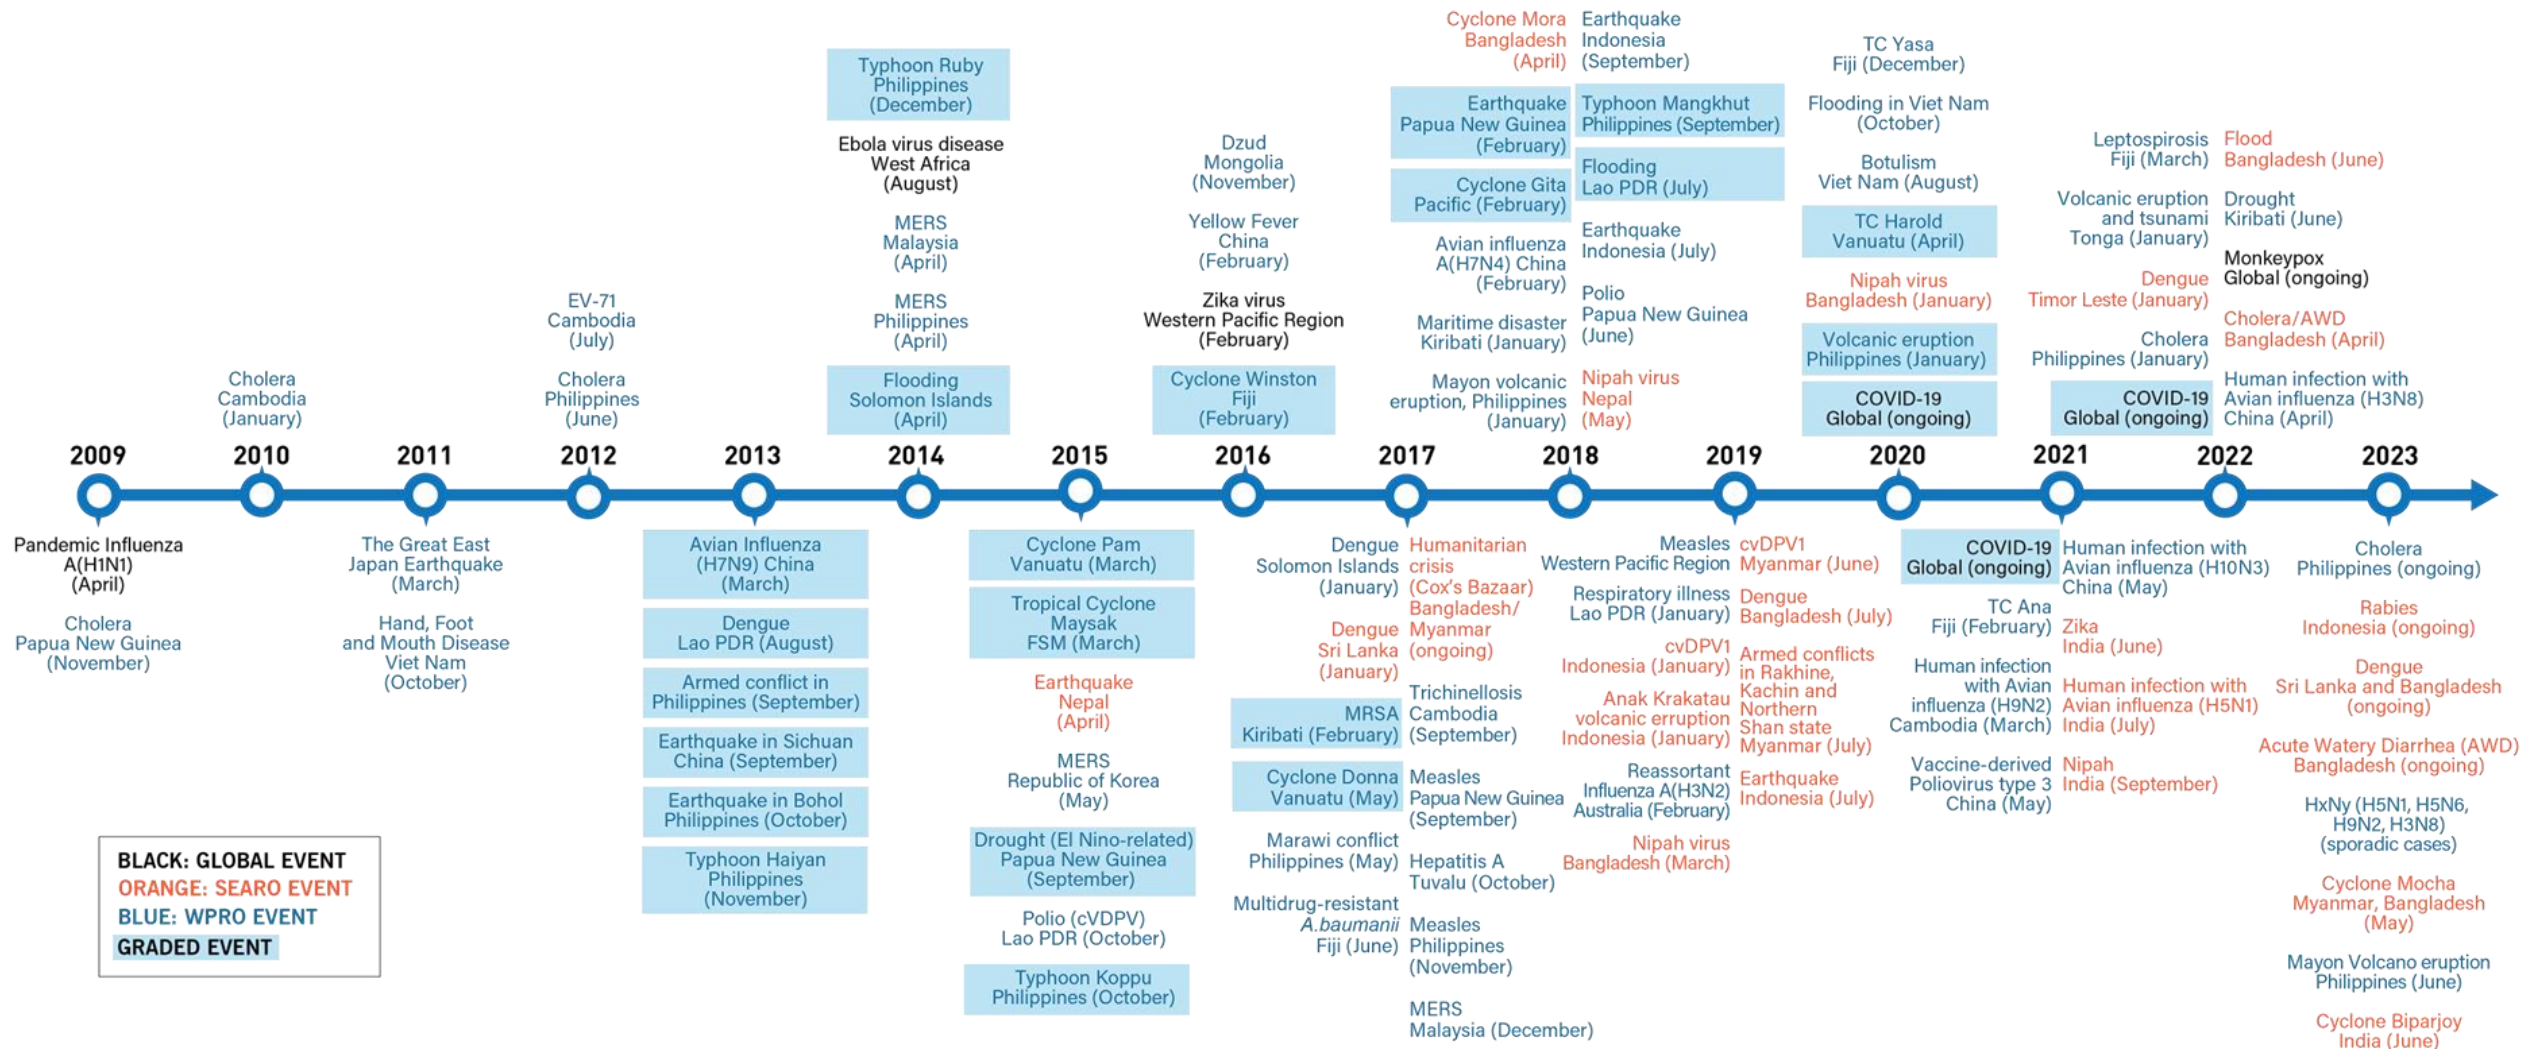 Typhoon Ruby
Philippines
(December)
Ebola virus disease
West Africa
(August)
MERS
Malaysia
(April)
MERS
Philippines
(April)
Flooding
Solomon Islands
(April)
EV-71
Cambodia
(July)
Cholera
Philippines
(June)
Cholera
Cambodia
(January)
Dzud
Mongolia
(November)
Yellow Fever
China
(February)
Zika virus
Western Pacific Region
(February)
Cyclone Winston
Fiji
(February)
Cyclone Mora
Bangladesh
(April)
Earthquake
Papua New Guinea
(February)
Cyclone Gita
Pacific (February)
Avian influenza
A(H7N4) China
(February)
Maritime disaster
Kiribati (January)
Mayon volcanic
eruption, Philippines
(January)
Earthquake
Indonesia
(September)
Typhoon Mangkhut
Philippines (September)
Flooding
Lao PDR (July)
Earthquake
Indonesia (July)
Polio
Papua New Guinea
(June)
Nipah virus
Nepal
(May)
TC Yasa
Fiji (December)
Flooding in Viet Nam
(October)
Botulism
Viet Nam (August)
TC Harold
Vanuatu (April)
Nipah virus
Bangladesh (January)
Volcanic eruption
Philippines (January)
COVID-19
Global (ongoing)
Leptospirosis
Fiji (March)
Volcanic eruption
and tsunami
Tonga (January)
Dengue
Timor Leste (January)
Cholera
Philippines (January)
COVID-19
Global (ongoing)
Flood
Bangladesh (June)
Drought
Kiribati (June)
Monkeypox
Global (ongoing)
Cholera/AWD
Bangladesh (April)
Human infection with
Avian influenza (H3N8)
China (April)
2009 2010 2011 2012 2013 2014 2015 2016 2017 2018 2019 2020 2021 2022 2023
Pandemic Influenza
A(H1N1)
(April)
Cholera
Papua New Guinea
(November)
The Great East
Japan Earthquake
(March)
Hand, Foot
and Mouth Disease
Viet Nam
(October)
Avian Influenza
(H7N9) China
(March)
Dengue
Lao PDR (August)
Armed conflict in
Philippines (September)
Earthquake in Sichuan
China (September)
Earthquake in Bohol
Philippines (October)
Typhoon Haiyan
Philippines
(November)
Cyclone Pam
Vanuatu (March)
Tropical Cyclone
Maysak
FSM (March)
Earthquake
Nepal
(April)
MERS
Republic of Korea
(May)
Drought (El Nino-related)
Papua New Guinea
(September)
Polio (cVDPV)
Lao PDR (October)
Typhoon Koppu
Philippines (October)
Dengue
Solomon Islands
(January)
Dengue
Sri Lanka
(January)
MRSA
Kiribati (February)
Cyclone Donna
Vanuatu (May)
Marawi conflict
Philippines (May)
Multidrug-resistant
A.baumanii
Fiji (June)
Humanitarian
crisis
(Cox's Bazaar)
Bangladesh/
Myanmar
(ongoing)
Trichinellosis
Cambodia
(September)
Measles
Papua New Guinea
(September)
Hepatitis A
Tuvalu (October)
Measles
Philippines
(November)
MERS
Malaysia (December)
Measles
Western Pacific Region
Respiratory illness
Lao PDR (January)
cvDPV1
Indonesia (January)
Anak Krakatau
volcanic erruption
Indonesia (January)
Reassortant
Influenza A(H3N2)
Australia (February)
Nipah virus
Bangladesh (March)
cvDPV1
Myanmar (June)
Dengue
Bangladesh (July)
Armed conflicts
in Rakhine,
Kachin and
Northern
Shan state
Myanmar (July)
Earthquake
Indonesia (July)
COVID-19
Global (ongoing)
TC Ana
Fiji (February)
Human infection
with Avian
influenza (H9N2)
Cambodia (March)
Vaccine-derived
Poliovirus type 3
China (May)
Human infection with
Avian influenza (H10N3)
China (May)
Zika
India (June)
Human infection with
Avian influenza (H5N1)
India (July)
Nipah
India (September)
Cholera
Philippines (ongoing)
Rabies
Indonesia (ongoing)
Dengue
Sri Lanka and Bangladesh
(ongoing)
Acute Watery Diarrhea (AWD)
Bangladesh (ongoing)
HxNy (H5N1, H5N6,
H9N2, H3N8)
(sporadic cases)
Cyclone Mocha
Myanmar, Bangladesh
(May)
Mayon Volcano eruption
Philippines (June)
Cyclone Biparjoy
India (June)
BLACK: GLOBAL EVENT
ORANGE: SEARO EVENT
BLUE: WPRO EVENT
GRADED EVENT